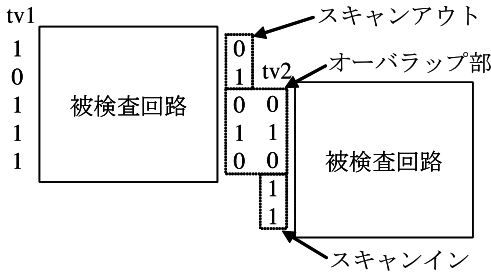 tv1
スキャンアウト
1
0
1
1
1
被検査回路
0
1
tv2
オーバラップ部
0 0
1 1
0 0
1
1
被検査回路
スキャンイン